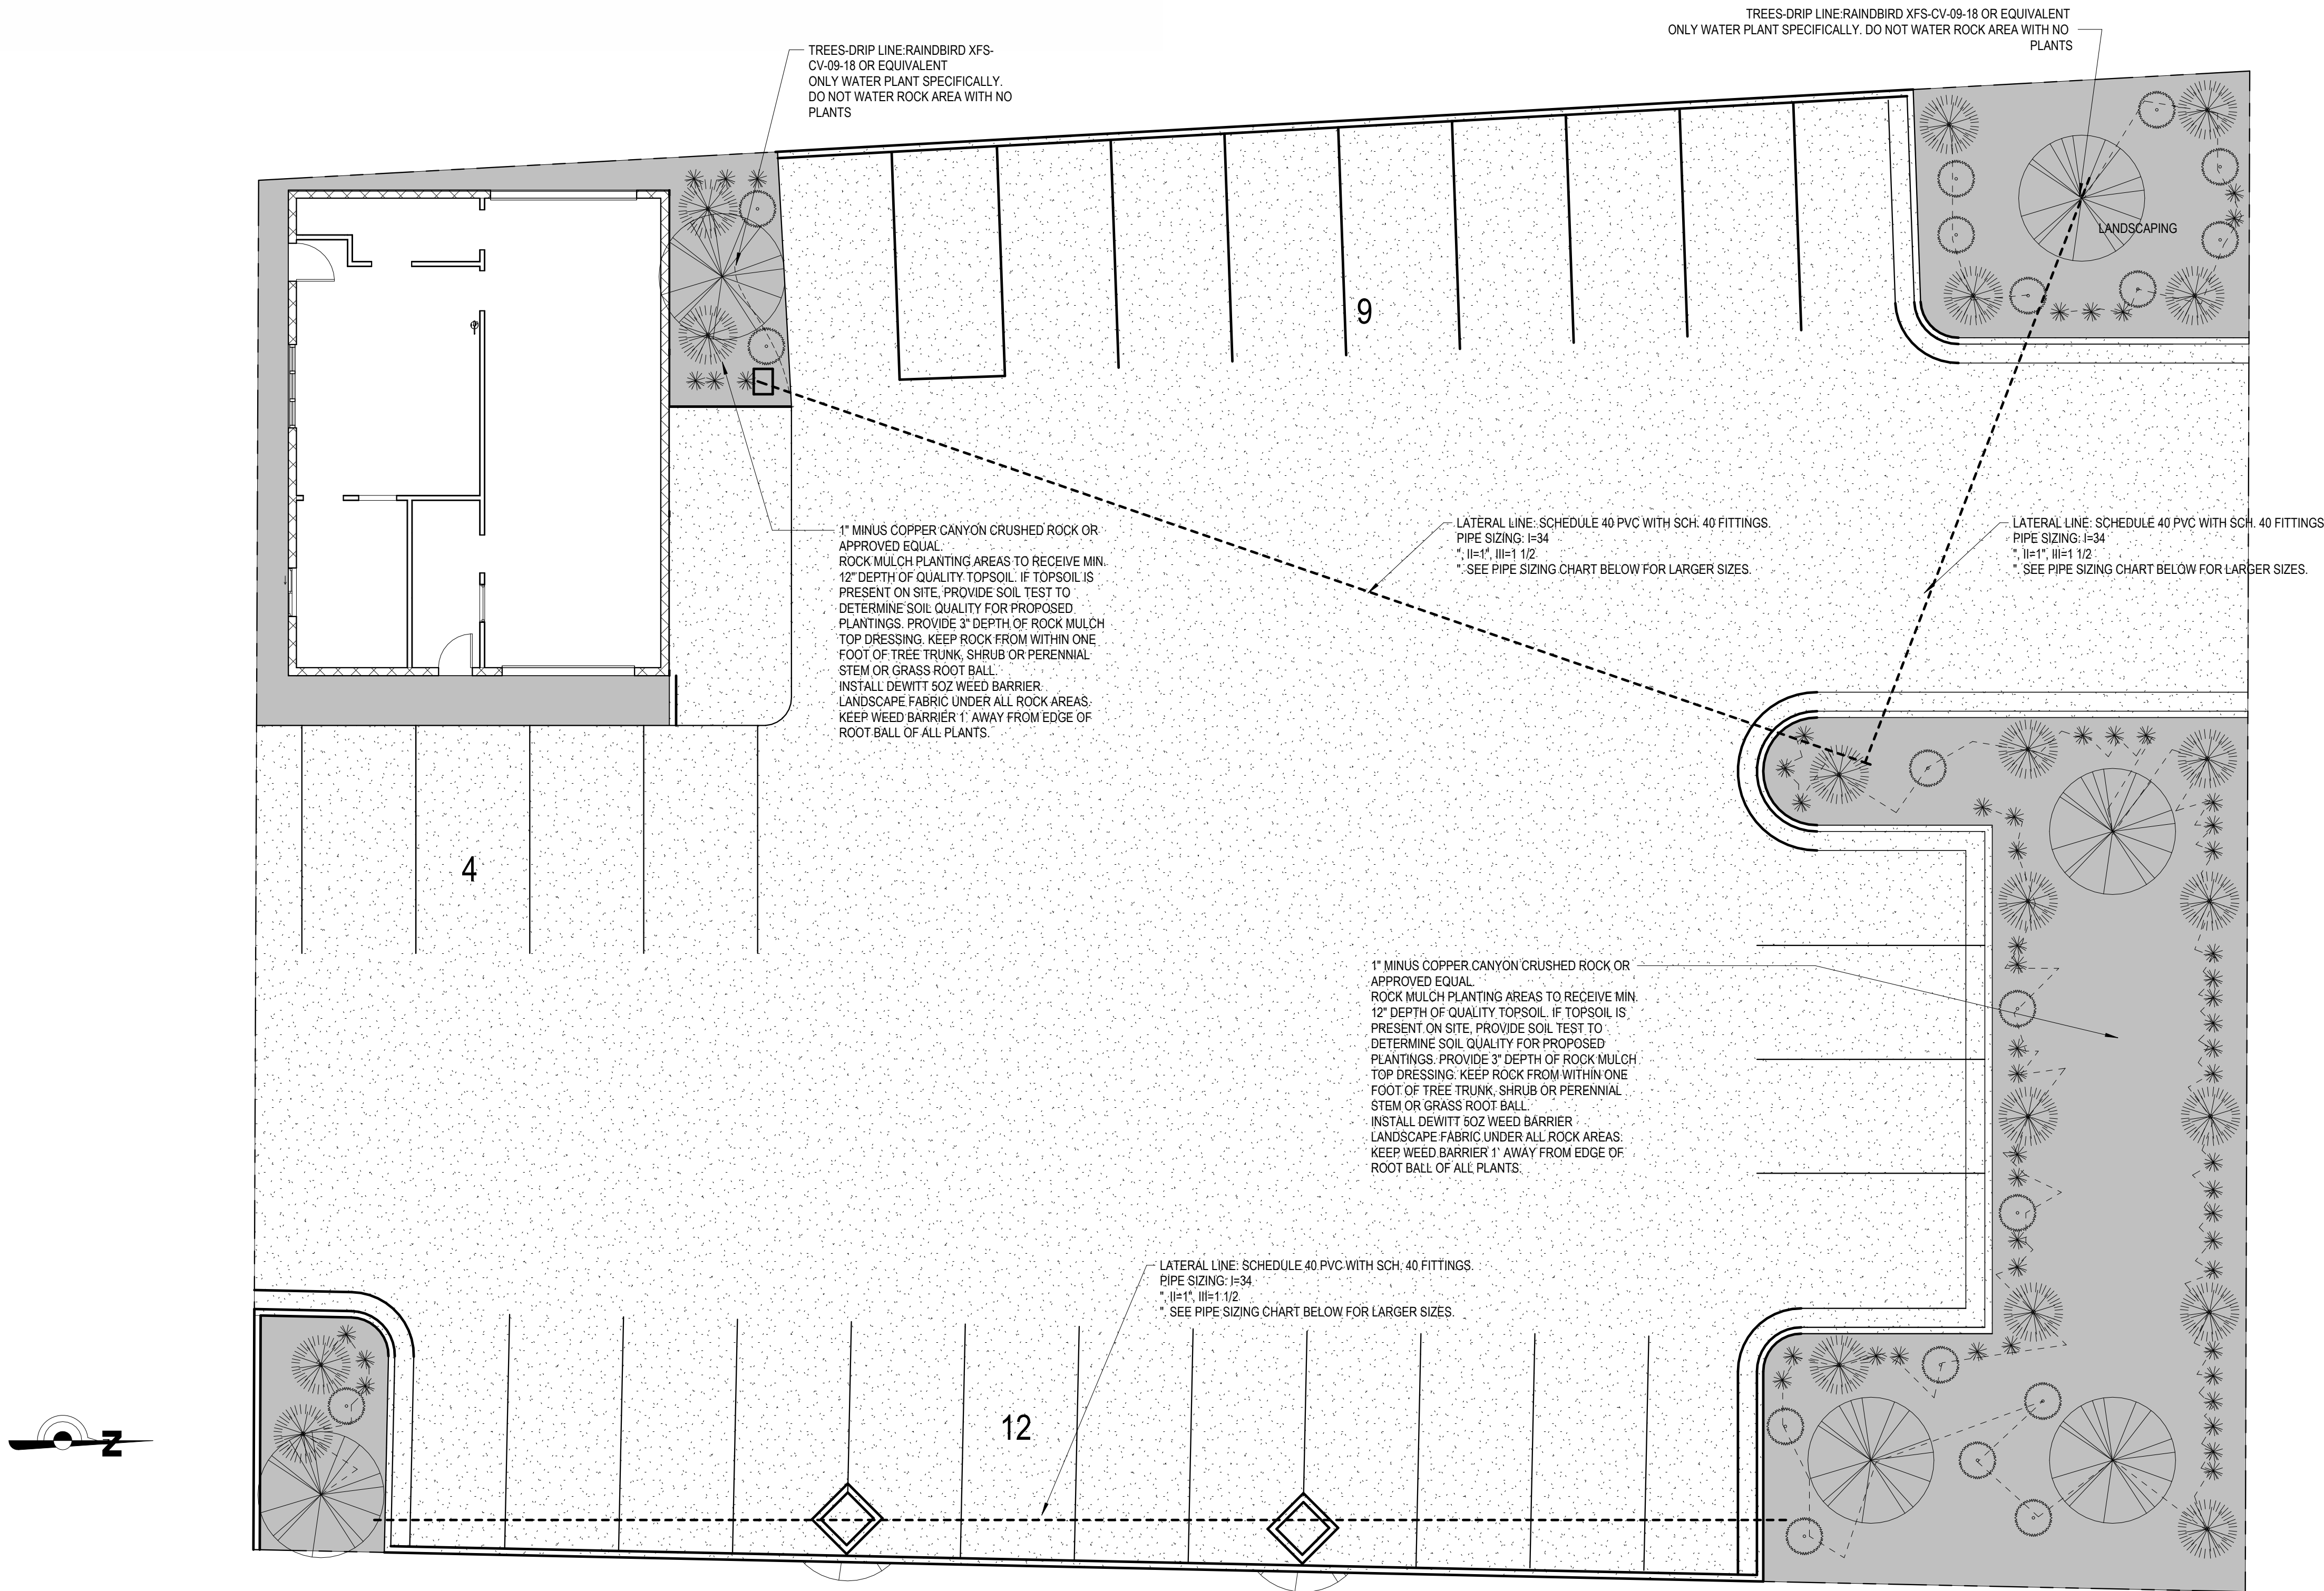 TREES-DRIP LINE:RAINDBIRD XFS-CV-09-18 OR EQUIVALENT
ONLY WATER PLANT SPECIFICALLY. DO NOT WATER ROCK AREA WITH NO
PLANTS
TREES-DRIP LINE:RAINDBIRD XFS-
CV-09-18 OR EQUIVALENT
ONLY WATER PLANT SPECIFICALLY.
DO NOT WATER ROCK AREA WITH NO
PLANTS
LANDSCAPING
9
1" MINUS COPPER CANYON CRUSHED ROCK OR
APPROVED EQUAL.
ROCK MULCH PLANTING AREAS TO RECEIVE MIN.
12" DEPTH OF QUALITY TOPSOIL. IF TOPSOIL IS
PRESENT ON SITE, PROVIDE SOIL TEST TO
DETERMINE SOIL QUALITY FOR PROPOSED
PLANTINGS. PROVIDE 3" DEPTH OF ROCK MULCH
TOP DRESSING. KEEP ROCK FROM WITHIN ONE
FOOT OF TREE TRUNK, SHRUB OR PERENNIAL
STEM OR GRASS ROOT BALL.
INSTALL DEWITT 5OZ WEED BARRIER
LANDSCAPE FABRIC UNDER ALL ROCK AREAS.
KEEP WEED BARRIER 1` AWAY FROM EDGE OF
ROOT BALL OF ALL PLANTS.
LATERAL LINE: SCHEDULE 40 PVC WITH SCH. 40 FITTINGS.
PIPE SIZING: I=34
", II=1", III=1 1/2
". SEE PIPE SIZING CHART BELOW FOR LARGER SIZES.
LATERAL LINE: SCHEDULE 40 PVC WITH SCH. 40 FITTINGS
PIPE SIZING: I=34
", II=1", III=1 1/2
". SEE PIPE SIZING CHART BELOW FOR LARGER SIZES.
4
1" MINUS COPPER CANYON CRUSHED ROCK OR
APPROVED EQUAL.
ROCK MULCH PLANTING AREAS TO RECEIVE MIN.
12" DEPTH OF QUALITY TOPSOIL. IF TOPSOIL IS
PRESENT ON SITE, PROVIDE SOIL TEST TO
DETERMINE SOIL QUALITY FOR PROPOSED
PLANTINGS. PROVIDE 3" DEPTH OF ROCK MULCH
TOP DRESSING. KEEP ROCK FROM WITHIN ONE
FOOT OF TREE TRUNK, SHRUB OR PERENNIAL
STEM OR GRASS ROOT BALL.
INSTALL DEWITT 5OZ WEED BARRIER
LANDSCAPE FABRIC UNDER ALL ROCK AREAS.
KEEP WEED BARRIER 1` AWAY FROM EDGE OF
ROOT BALL OF ALL PLANTS.
LATERAL LINE: SCHEDULE 40 PVC WITH SCH. 40 FITTINGS.
PIPE SIZING: I=34
", II=1", III=1 1/2
". SEE PIPE SIZING CHART BELOW FOR LARGER SIZES.
12
N